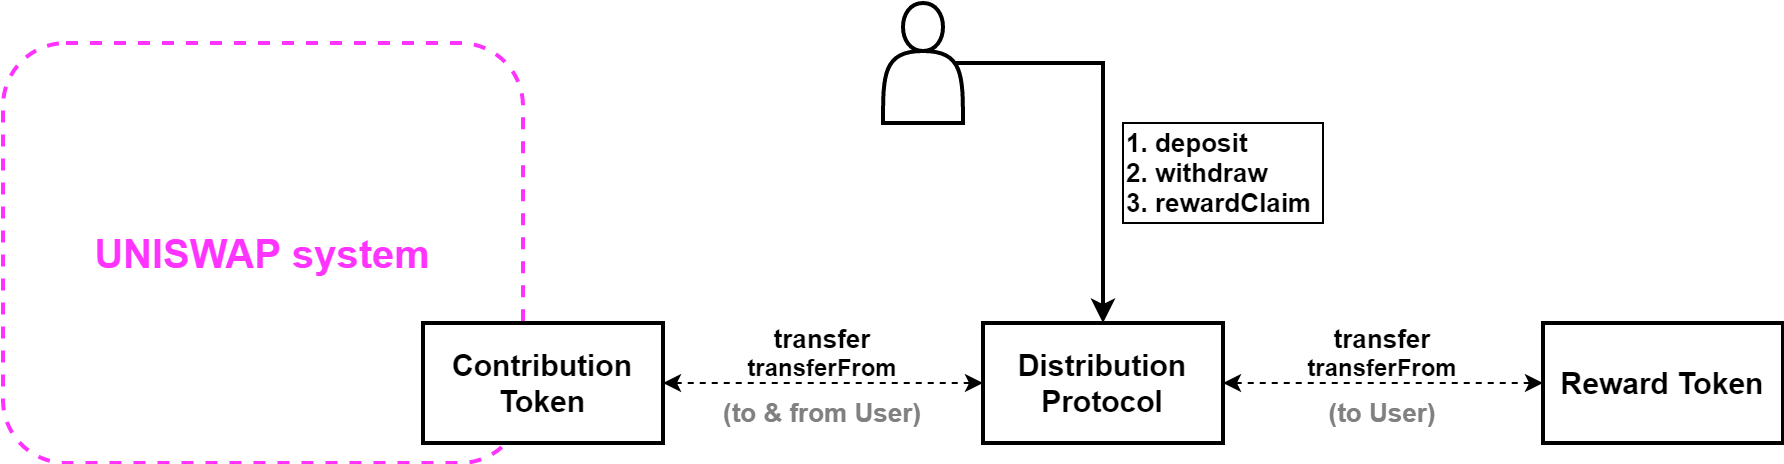 1. deposit
2. withdraw
3. rewardClaim
UNISWAP system
Contribution
Token
transfer
transferFrom
(to & from User)
Distribution
Protocol
transfer
transferFrom
(to User)
Reward Token